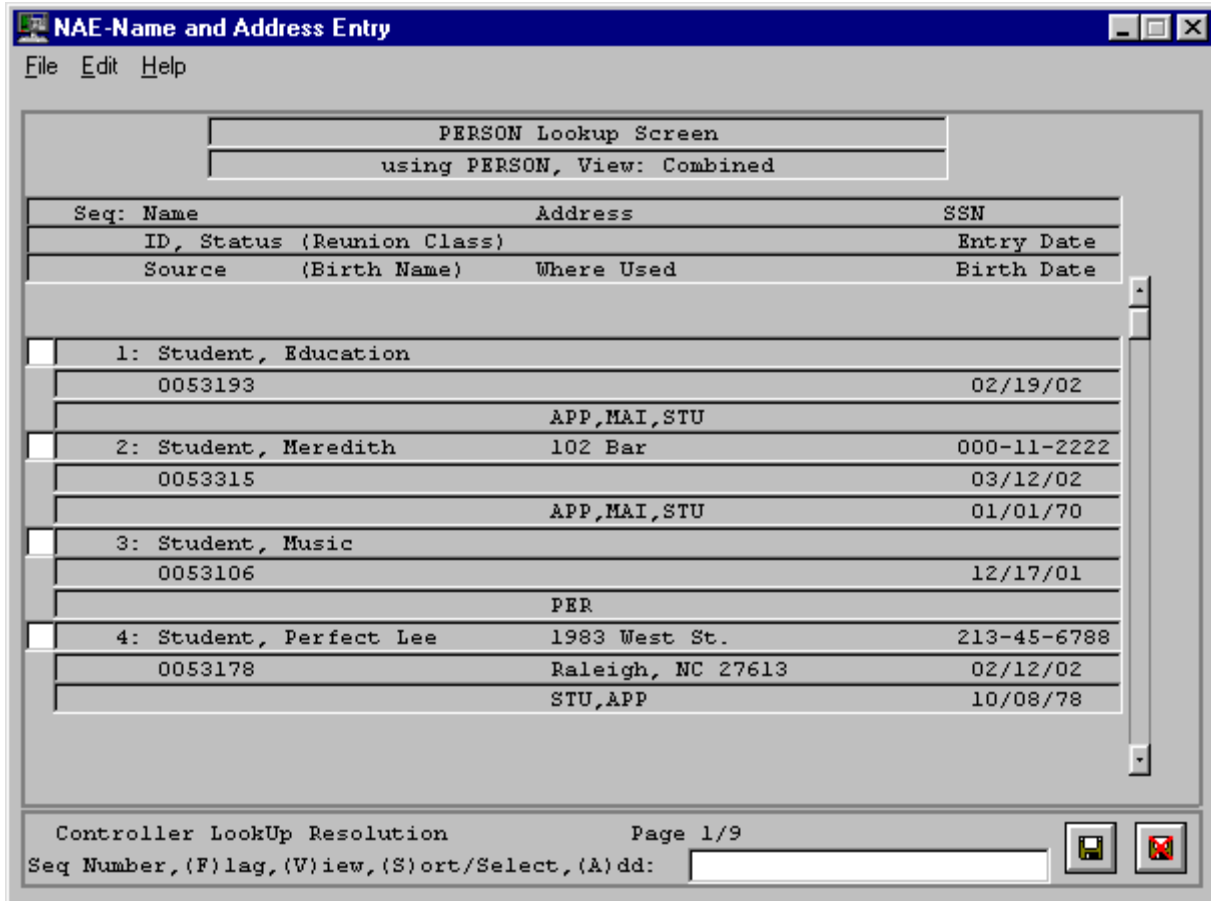 NAE-Name and Address Entry
File Edit Help
PERSON Lookup Screen
using PERSON, View: Combined
Seq: Name Address SSN
ID, Status (Reunion Class) Entry Date
Source (Birth Name) Where Used Birth Date
1: Student, Education
0053193 02/19/02
APP,MAI,STU
2: Student, Meredith 102 Bar 000-11-2222
0053315 03/12/02
APP,MAI,STU 01/01/70
3: Student, Music
0053106 12/17/01
PER
4: Student, Perfect Lee 1983 West St. 213-45-6788
0053178 Raleigh, NC 27613 02/12/02
STU,APP 10/08/78
Controller LookUp Resolution Page 1/9
Seq Number,(F)lag,(V)iew,(S)ort/Select,(A)dd: